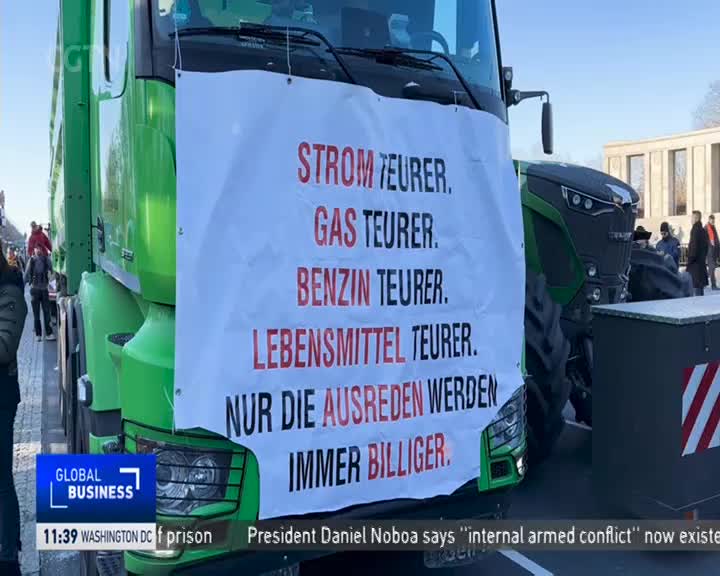 CGTN
STROM TEURER.
GAS TEURER.
BENZIN TEURER.
LEBENSMITTEL TEURER.
NUR DIE AUSREDEN WERDEN
IMMER BILLIGER.
GLOBAL
BUSINESS
11:39 WASHINGTON DC
f prison President Daniel Noboa says "internal armed conflict" now existe